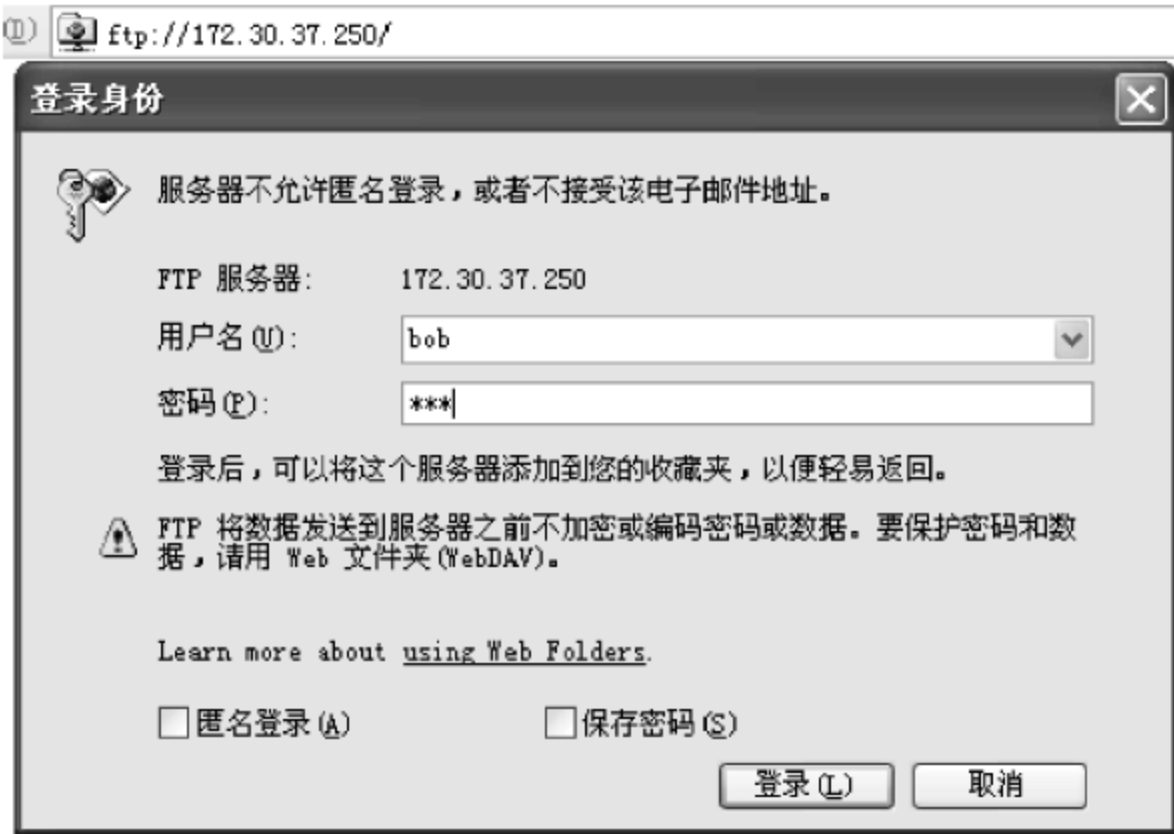 (D) ftp://172.30.37.250/
登录身份
服务器不允许匿名登录，或者不接受该电子邮件地址。
FTP 服务器: 172.30.37.250
用户名(U): bob
密码(P): ***
登录后，可以将这个服务器添加到您的收藏夹，以便轻易返回。
FTP 将数据发送到服务器之前不加密或编码密码或数据。要保护密码和数
据，请用 Web 文件夹(WebDAV)。
Learn more about using Web Folders.
匿名登录(A) 保存密码(S)
登录(L) 取消